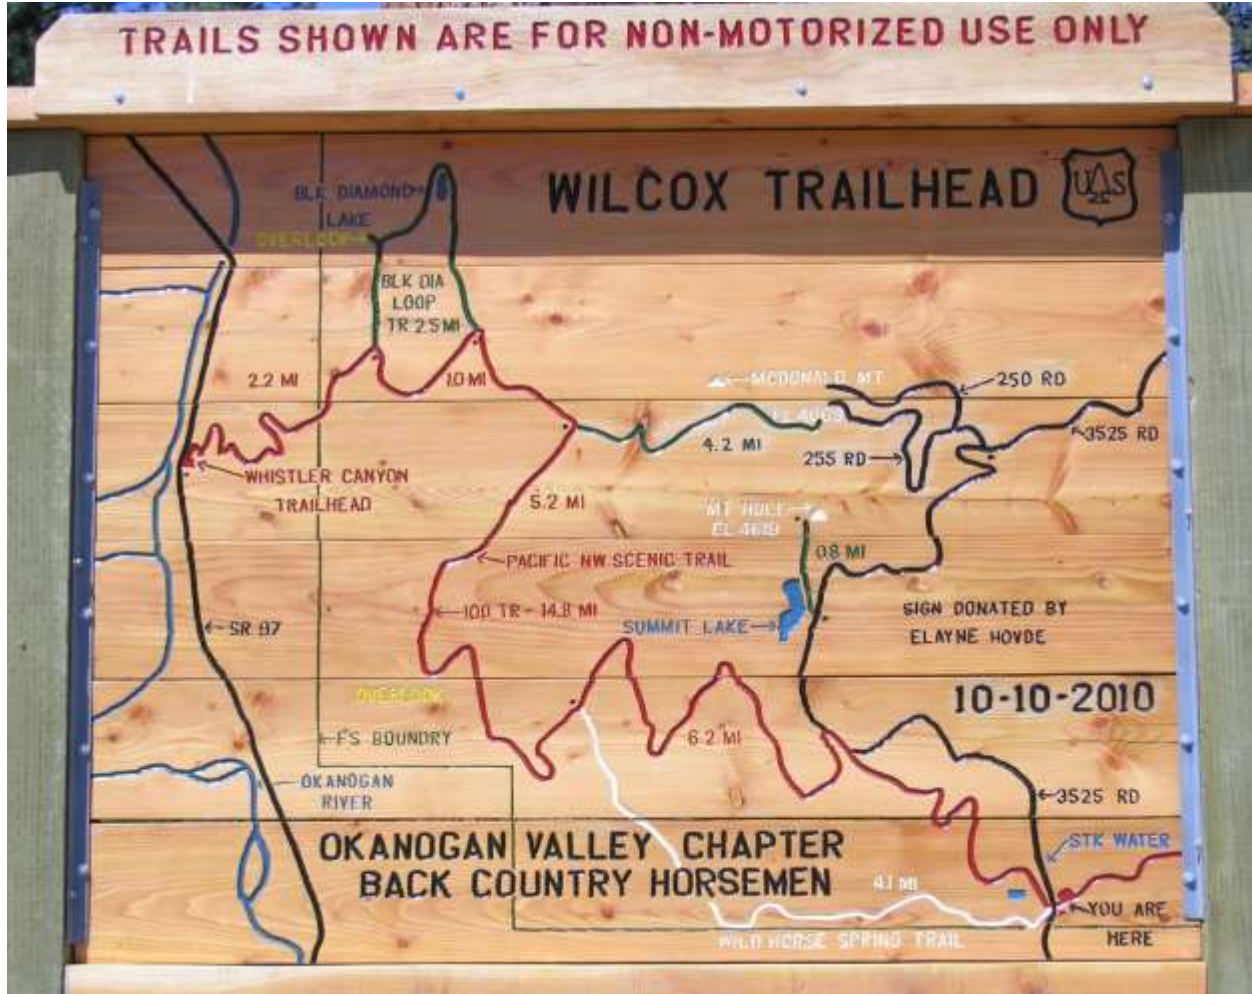 TRAILS SHOWN ARE FOR NON-MOTORIZED USE ONLY
WILCOX TRAILHEAD
U S
BLK DIAMOND
LAKE
OVERLOOK
BLK DIA
LOOP
TR 2.5 MI
2.2 MI
1.0 MI
MCDONALD MT
250 RD
3525 RD
4.2 MI
255 RD
WHISTLER CANYON
TRAILHEAD
5.2 MI
MT HULL
EL 4619
PACIFIC NW SCENIC TRAIL
0.8 MI
100 TR - 14.8 MI
SUMMIT LAKE
SIGN DONATED BY
ELAYNE HOVDE
SR 97
OVERLOOK
10-10-2010
FS BOUNDRY
6.2 MI
OKANOGAN
RIVER
3525 RD
OKANOGAN VALLEY CHAPTER
BACK COUNTRY HORSEMEN
STK WATER
4.1 MI
YOU ARE
HERE
WILD HORSE SPRING TRAIL